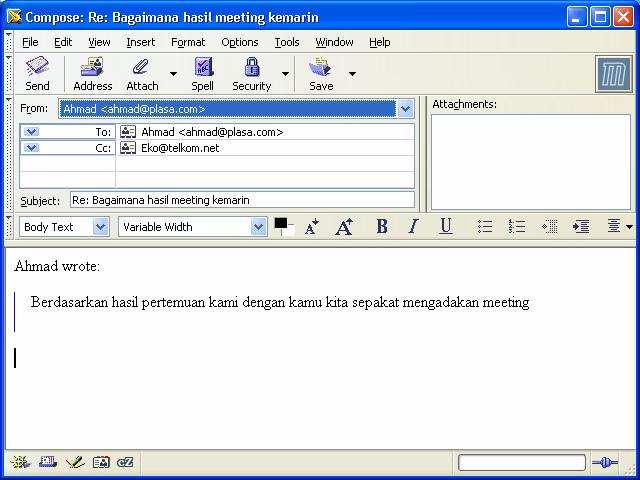 Compose: Re: Bagaimana hasil meeting kemarin
File Edit View Insert Format Options Tools Window Help
Send Address Attach Spell Security Save
From: Ahmad <ahmad@plasa.com>
Attachments:
To: Ahmad <ahmad@plasa.com>
Cc: Eko@telkom.net
Subject: Re: Bagaimana hasil meeting kemarin
Body Text Variable Width A A B I U
Ahmad wrote:
Berdasarkan hasil pertemuan kami dengan kamu kita sepakat mengadakan meeting
cZ